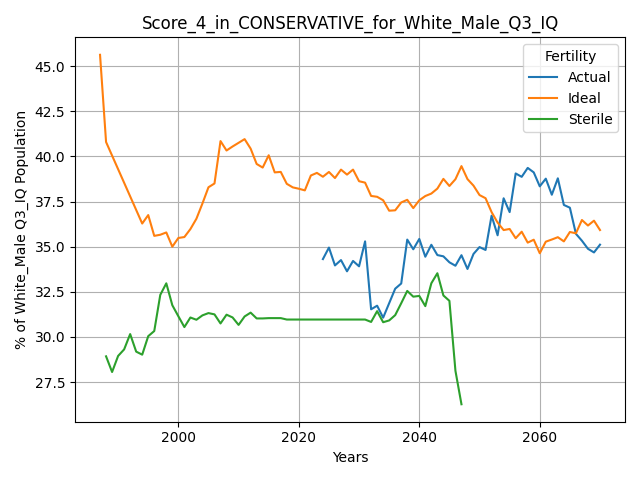 Score_4_in_CONSERVATIVE_for_White_Male_Q3_IQ
Fertility
Actual
Ideal
Sterile
% of White_Male Q3_IQ Population
45.0
42.5
40.0
37.5
35.0
32.5
30.0
27.5
2000
2020
2040
2060
Years